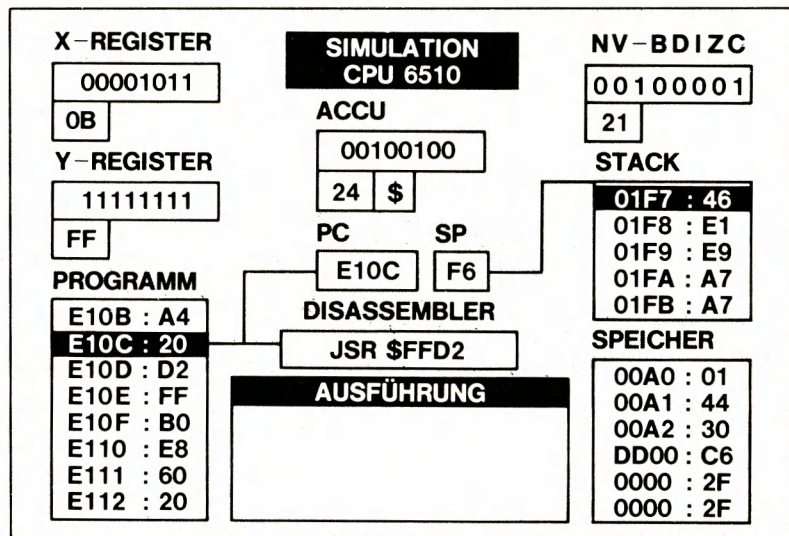 X-REGISTER
00001011
0B
Y-REGISTER
11111111
FF
PROGRAMM
E10B : A4
E10C : 20
E10D : D2
E10E : FF
E10F : B0
E110 : E8
E111 : 60
E112 : 20
SIMULATION
CPU 6510
ACCU
00100100
24 $
PC SP
E10C F6
DISASSEMBLER
JSR $FFD2
AUSFÜHRUNG
NV-BDIZC
00100001
21
STACK
01F7 : 46
01F8 : E1
01F9 : E9
01FA : A7
01FB : A7
SPEICHER
00A0 : 01
00A1 : 44
00A2 : 30
DD00 : C6
0000 : 2F
0000 : 2F